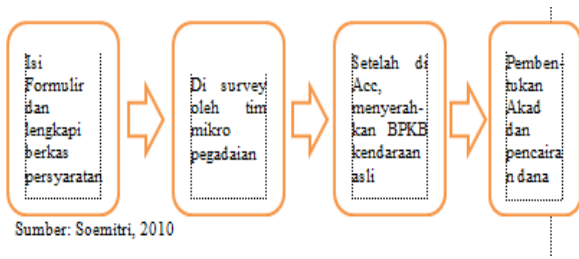 Isi
Formulir
dan
lengkapi
berkas
persyaratan
Di survey
oleh tim
mikro
pegadaian
Setelah di
Acc,
menyerah-
kan BPKB
kendaraan
asli
Pemben-
tukan
Akad
dan
pencaira
n dana
Sumber: Soemitri, 2010